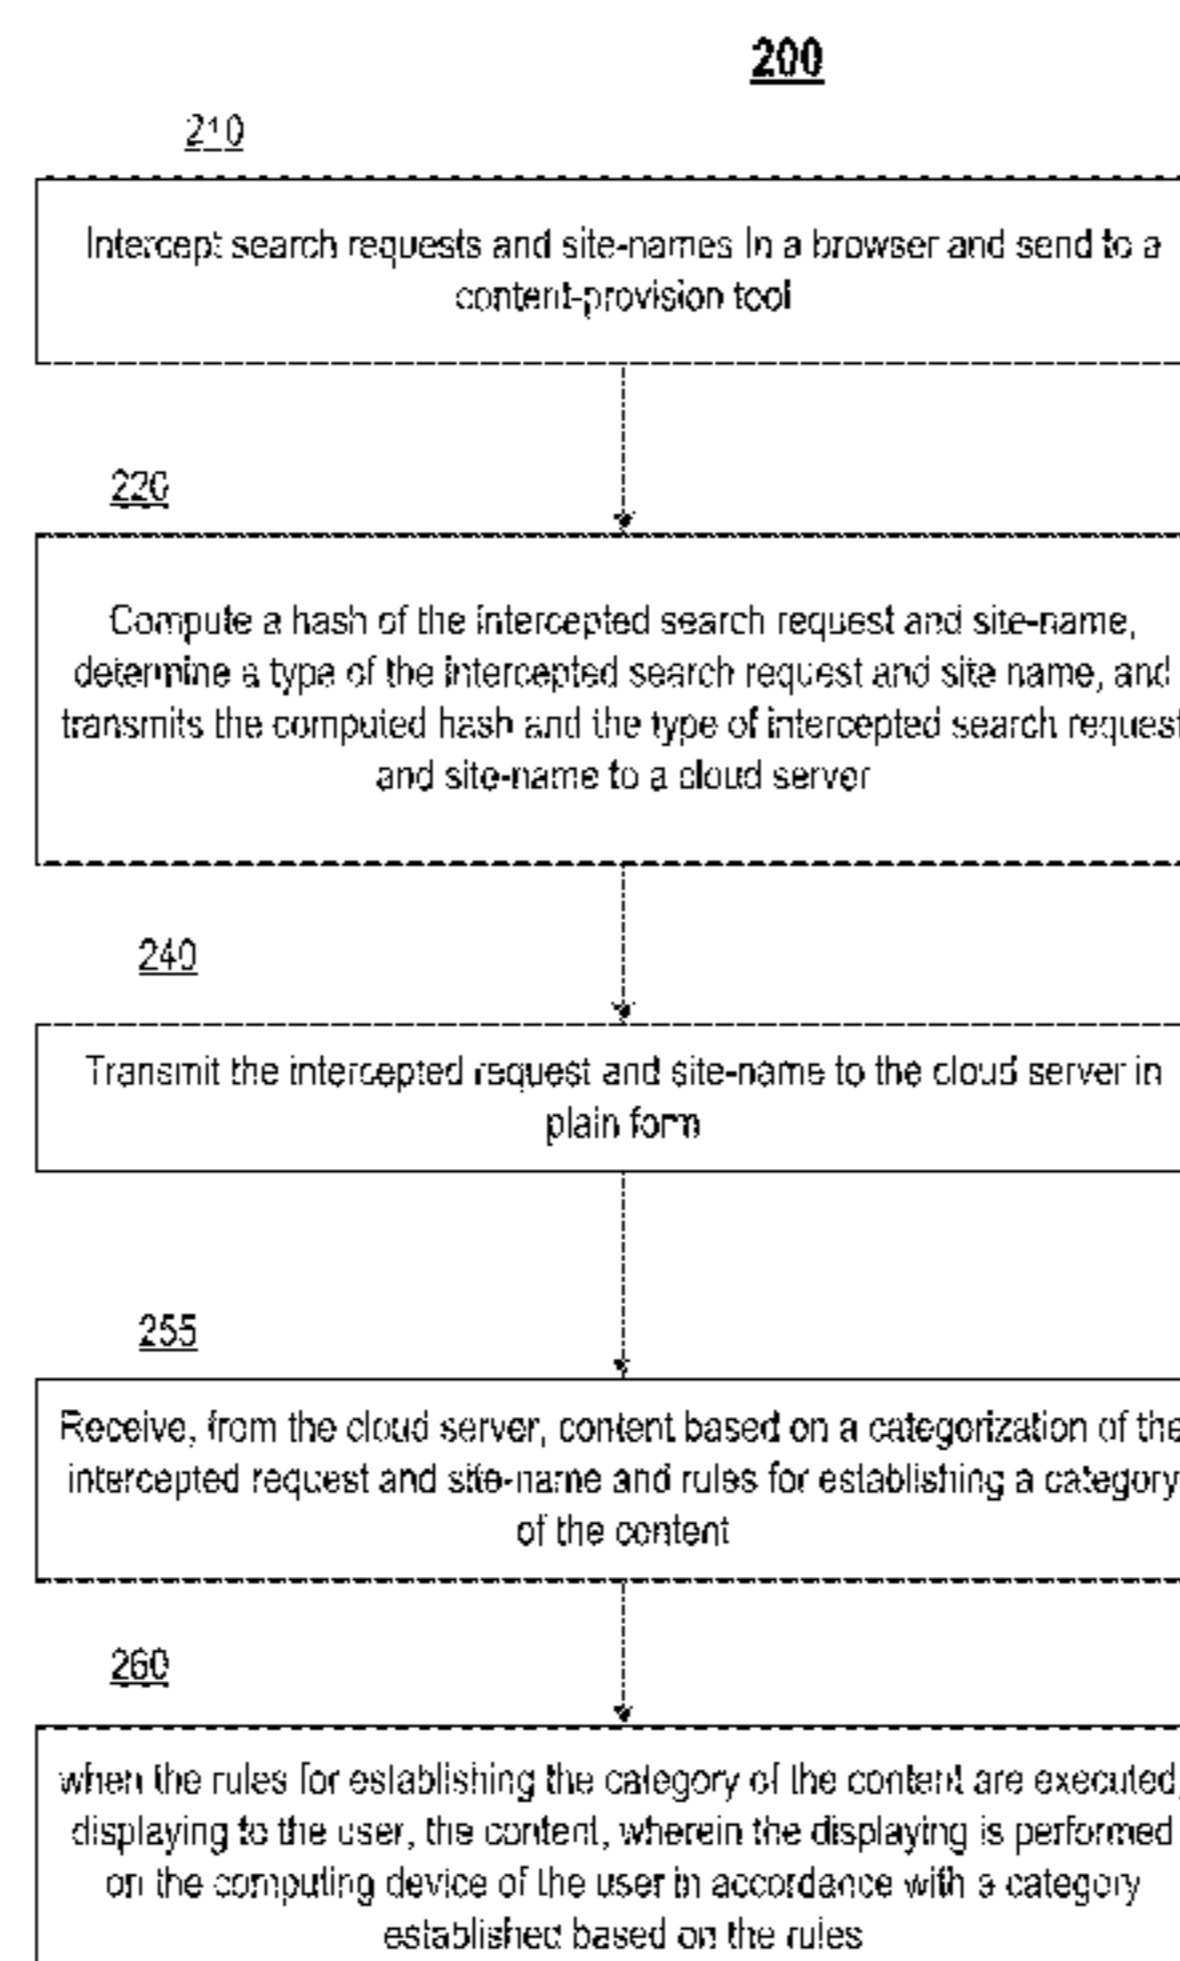 200
210
Intercept search requests and site-names In a browser and send to a
content-provision tool
220
Compute a hash of the intercepted search request and site-name,
determine a type of the intercepted search request and site name, and
transmits the computed hash and the type of intercepted search request
and site-name to a cloud server
240
Transmit the intercepted request and site-name to the cloud server in
plain form
255
Receive, from the cloud server, content based on a categorization of the
intercepted request and site-name and rules for establishing a category
of the content
260
when the rules for establishing the category of the content are executed,
displaying to the user, the content, wherein the displaying is performed
on the computing device of the user in accordance with a category
established based on the rules